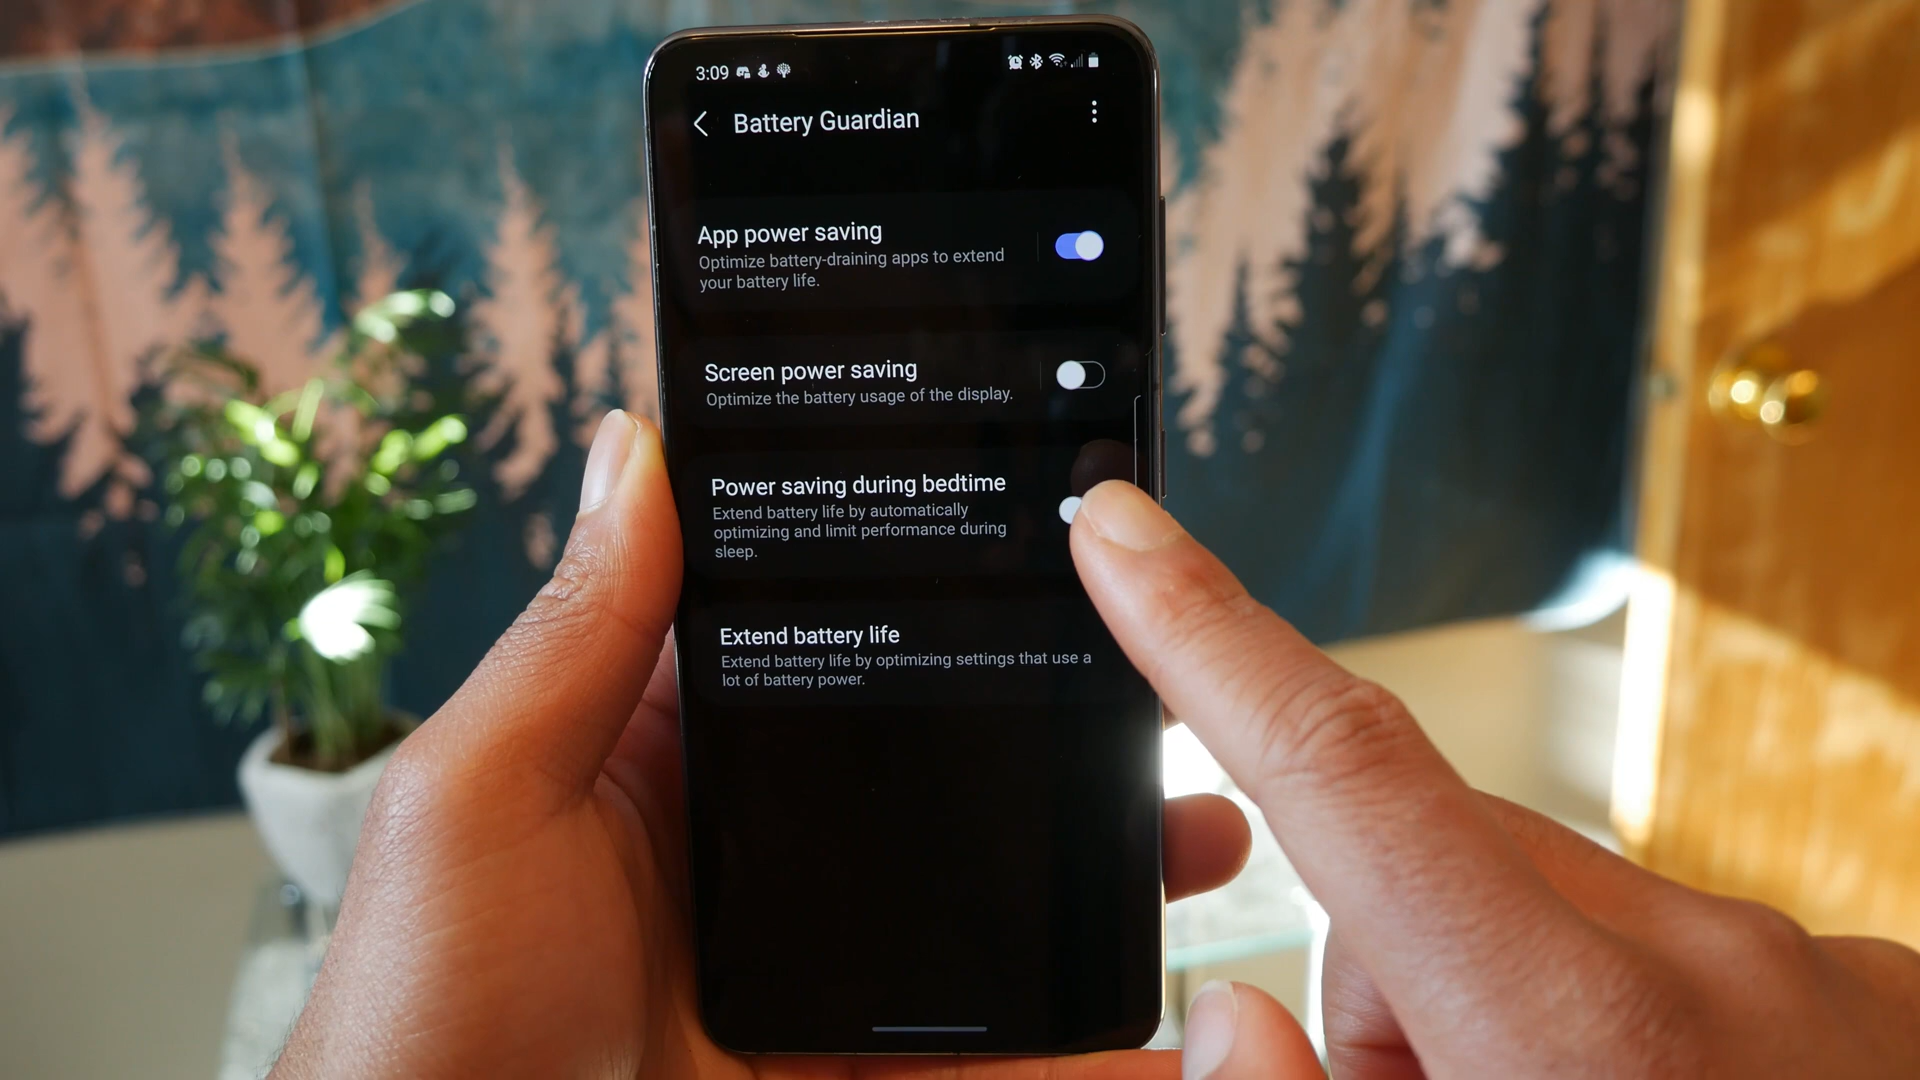 3:09
Battery Guardian
App power saving
Optimize battery-draining apps to extend
your battery life.
Screen power saving
Optimize the battery usage of the display.
Power saving during bedtime
Extend battery life by automatically
optimizing and limit performance during
sleep.
Extend battery life
Extend battery life by optimizing settings that use a
lot of battery power.